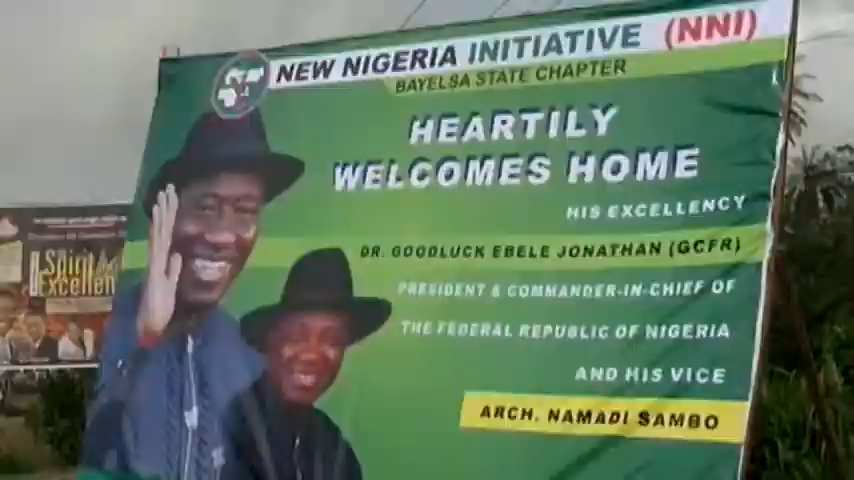 NEW NIGERIA INITIATIVE (NNI)
BAYELSA STATE CHAPTER
HEARTILY
WELCOMES HOME
HIS EXCELLENCY
DR. GOODLUCK EBELE JONATHAN (GCFR)
PRESIDENT & COMMANDER-IN-CHIEF OF
THE FEDERAL REPUBLIC OF NIGERIA
AND HIS VICE
ARCH. NAMADI SAMBO
Spirit
Excellen